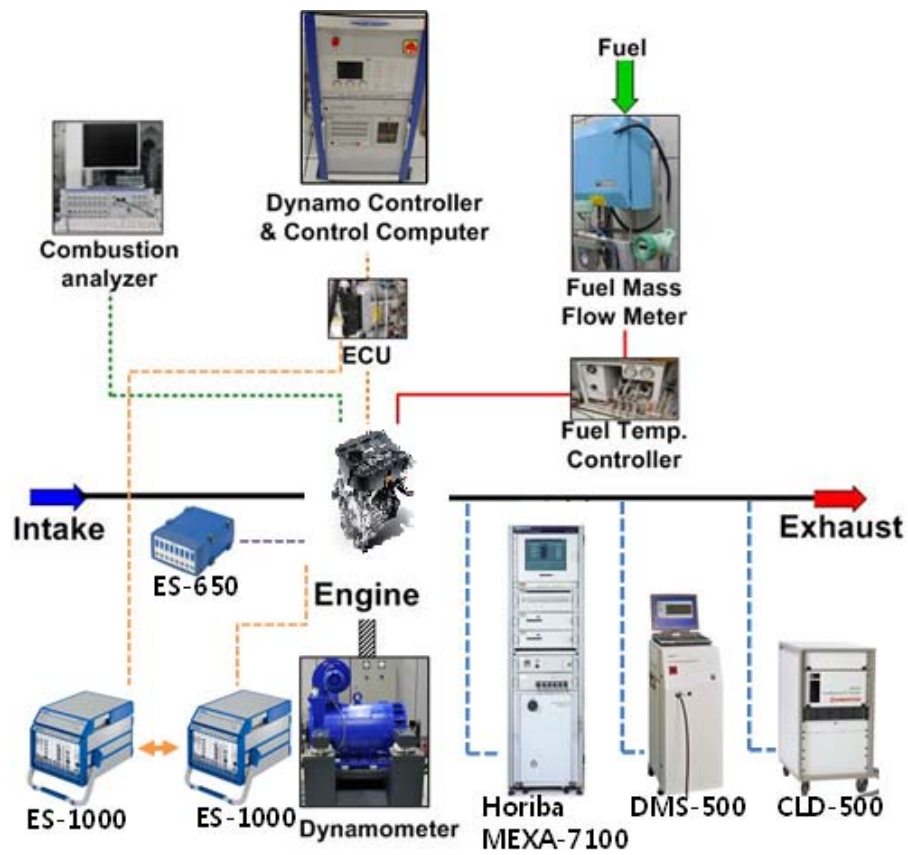 Fuel
Dynamo Controller
& Control Computer
Combustion
analyzer
Fuel Mass
Flow Meter
ECU
Fuel Temp.
Controller
Intake
Exhaust
ES-650
Engine
ES-1000
ES-1000
Dynamometer
Horiba
MEXA-7100
DMS-500
CLD-500